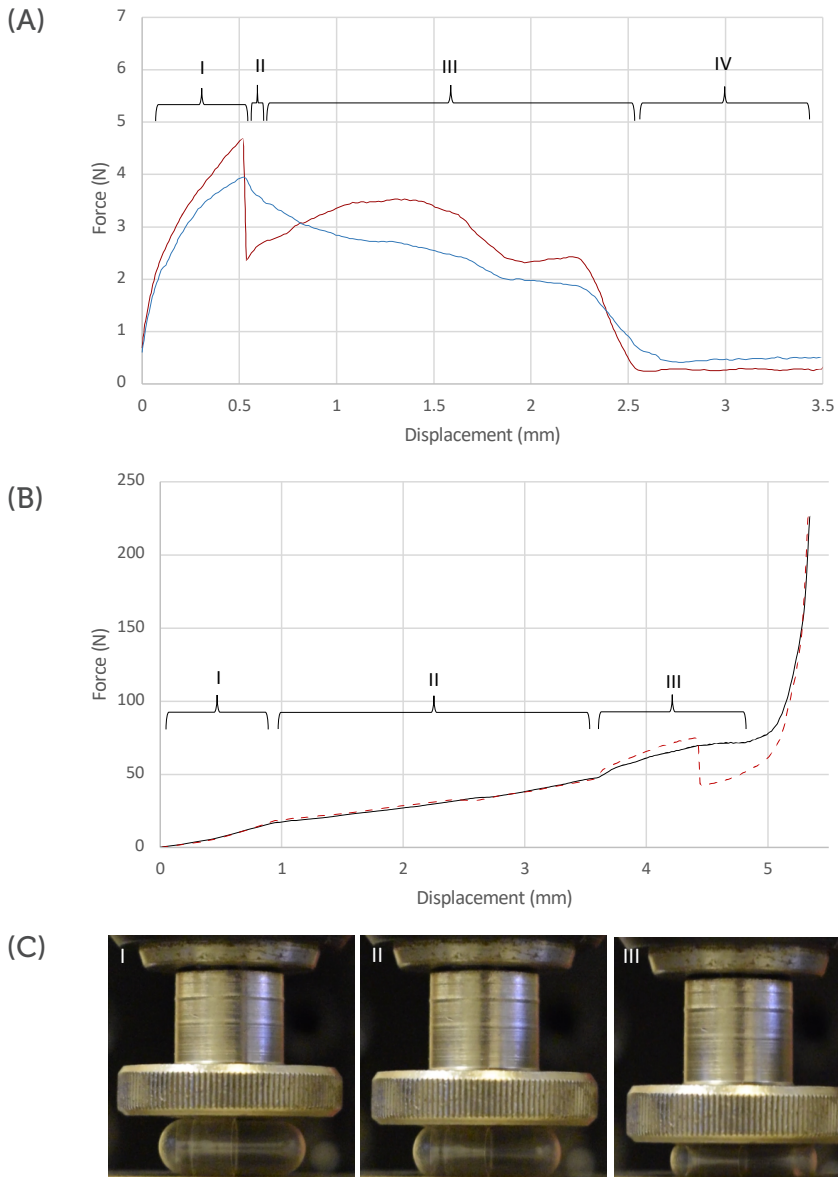 (A)
7
6
5
4
3
2
1
0
Force (N)
I
II
III
IV
0
0.5
1
1.5
2
2.5
3
3.5
Displacement (mm)
(B)
250
200
150
100
50
0
Force (N)
I
II
III
0
1
2
3
4
5
Displacement (mm)
(C)
I
II
III